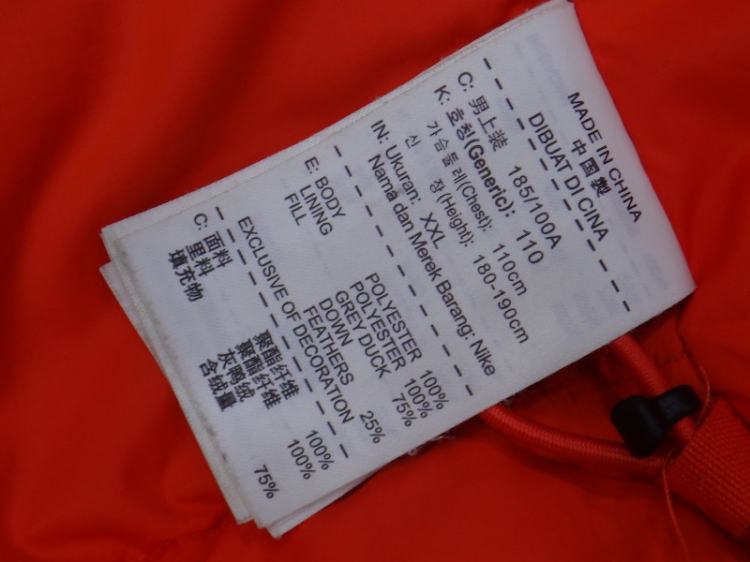 MADE IN CHINA
中国製
DIBUAT DI CINA
C: 男上装 185/100A
K: 호칭(Generic): 110
가슴둘레(Chest): 110cm
신 장(Height): 180-190cm
IN: Ukuran: XXL
Nama dan Merek Barang: Nike
E: BODY POLYESTER 100%
LINING POLYESTER 100%
FILL GREY DUCK 75%
DOWN
FEATHERS 25%
EXCLUSIVE OF DECORATION
C: 面料 聚酯纤维 100%
里料 聚酯纤维 100%
填充物 灰鸭绒
含绒量 75%